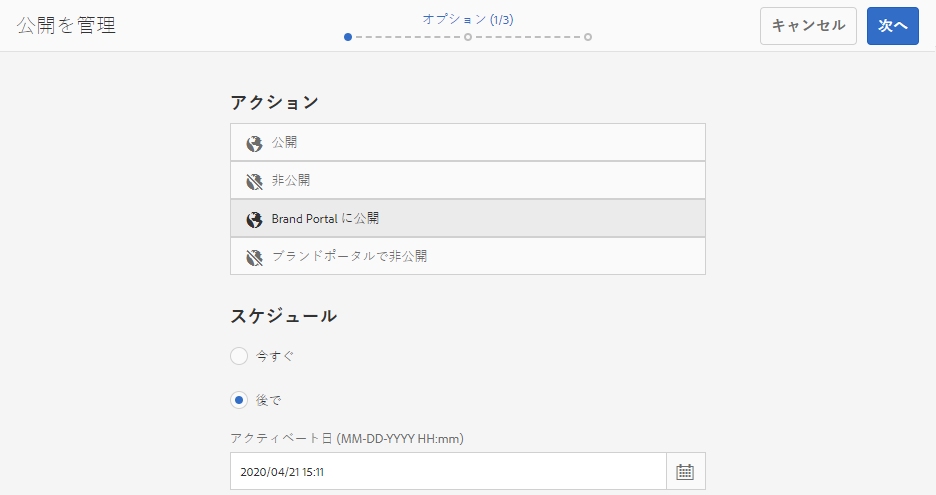 公開を管理
オプション (1/3)
キャンセル
次へ
アクション
公開
非公開
Brand Portal に公開
ブランドポータルで非公開
スケジュール
今すぐ
後で
アクティベート日 (MM-DD-YYYY HH:mm)
2020/04/21 15:11